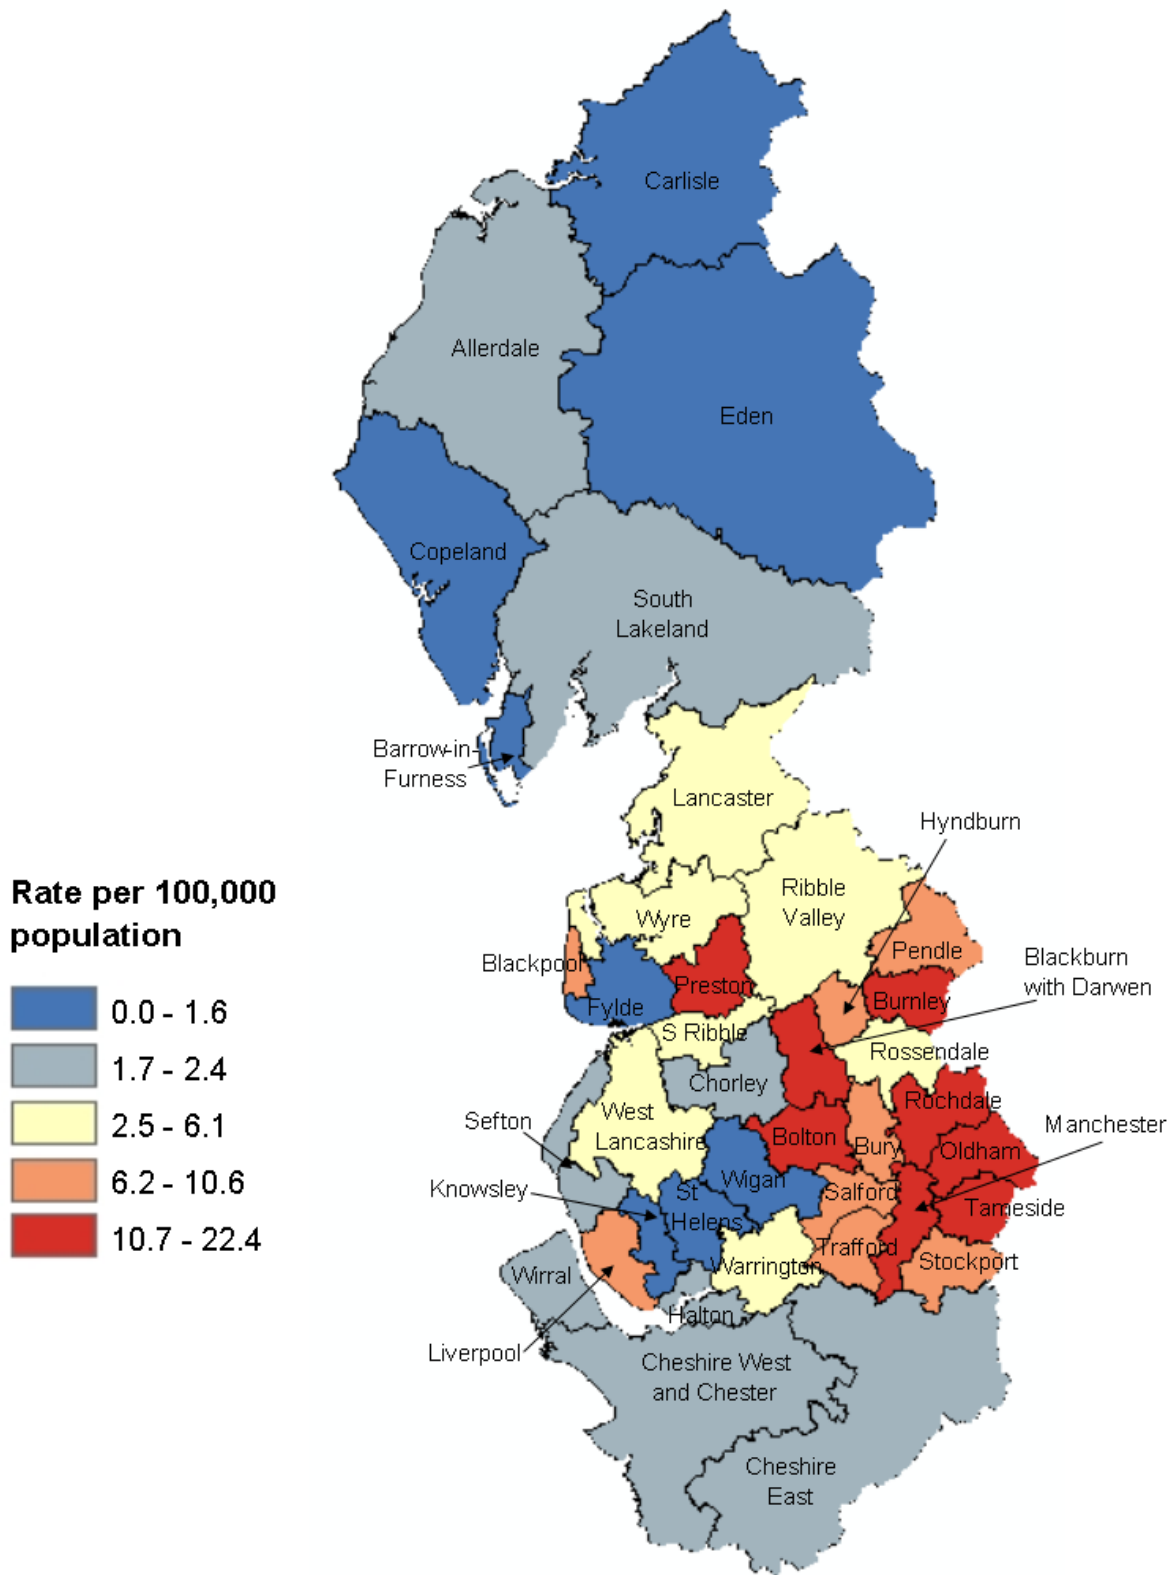 Carlisle
Allerdale
Eden
Copeland
South
Lakeland
Barrow-in-
Furness
Lancaster
Hyndburn
Rate per 100,000
population
0.0 - 1.6
1.7 - 2.4
2.5 - 6.1
6.2 - 10.6
10.7 - 22.4
Ribble
Valley
Wyre
Pendle
Blackpool
Blackburn
with Darwen
Preston
Burnley
Fylde
S Ribble
Rossendale
Chorley
West
Lancashire
Rochdale
Sefton
Manchester
Bolton
Bury
Oldham
Knowsley
Wigan
St
Helens
Salford
Tameside
Trafford
Stockport
Warrington
Wirral
Halton
Liverpool
Cheshire West
and Chester
Cheshire
East